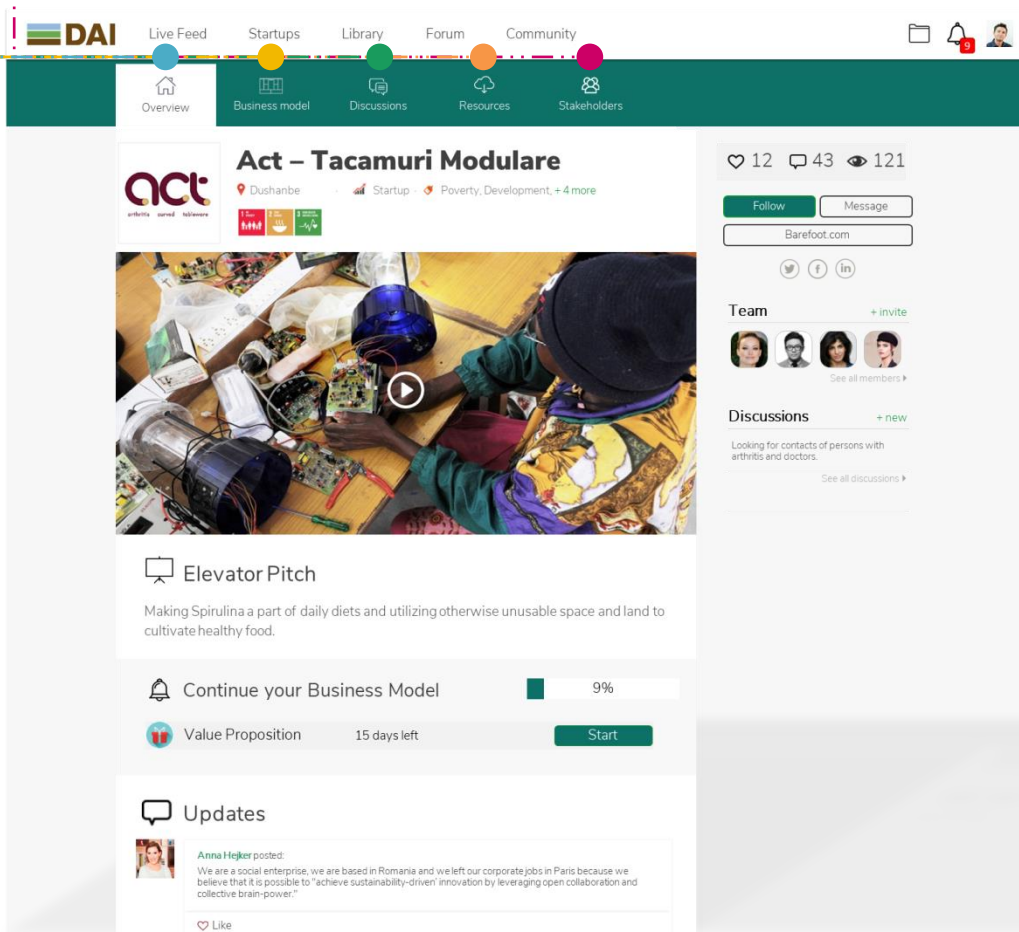 DAI
Live Feed Startups Library Forum Community
9
Overview Business model Discussions Resources Stakeholders
act
arthritis curved tableware
Act – Tacamuri Modulare
Dushanbe · Startup · Poverty, Development, + 4 more
12 43 121
Follow Message
Barefoot.com
Team + invite
See all members
Discussions + new
Looking for contacts of persons with
arthritis and doctors.
See all discussions
Elevator Pitch
Making Spirulina a part of daily diets and utilizing otherwise unusable space and land to
cultivate healthy food.
Continue your Business Model 9%
Value Proposition 15 days left Start
Updates
Anna Hejker posted:
We are a social enterprise, we are based in Romania and we left our corporate jobs in Paris because we
believe that it is possible to "achieve sustainability-driven' innovation by leveraging open collaboration and
collective brain-power."
Like